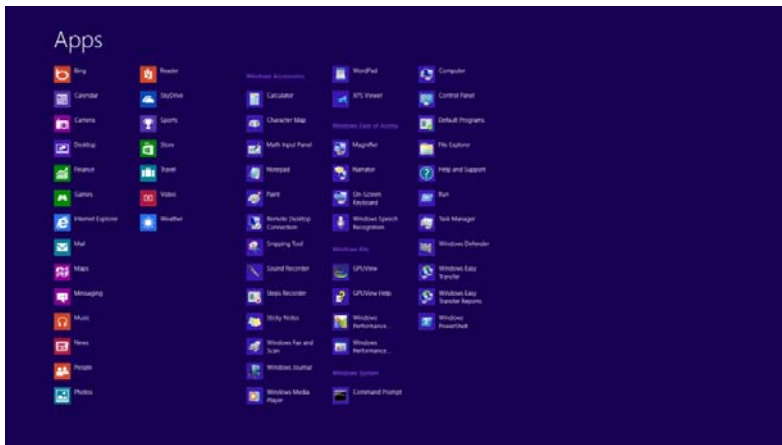 Apps
Bing
Calendar
Camera
Desktop
Finance
Games
Internet Explorer
Mail
Maps
Messaging
Music
News
People
Photos
Reader
SkyDrive
Sports
Store
Travel
Video
Weather
Windows Accessories
Calculator
Character Map
Math Input Panel
Notepad
Paint
Remote Desktop
Connection
Snipping Tool
Sound Recorder
Steps Recorder
Sticky Notes
Windows Fax and
Scan
Windows Journal
Windows Media
Player
WordPad
XPS Viewer
Windows Ease of Access
Magnifier
Narrator
On-Screen
Keyboard
Windows Speech
Recognition
Windows Kits
GPUView
GPUView Help
Windows
Performance...
Windows
Performance...
Windows System
Command Prompt
Computer
Control Panel
Default Programs
File Explorer
Help and Support
Run
Task Manager
Windows Defender
Windows Easy
Transfer
Windows Easy
Transfer Reports
Windows
PowerShell